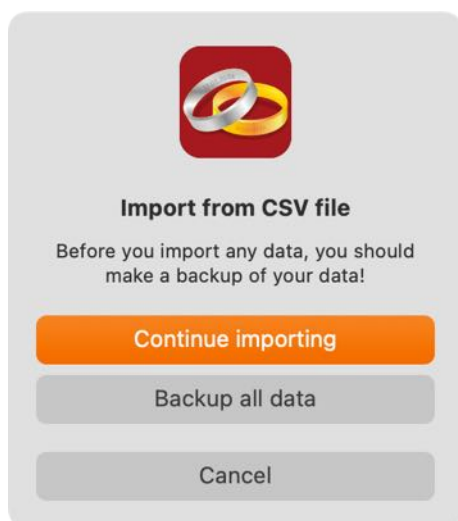 Import from CSV file
Before you import any data, you should
make a backup of your data!
Continue importing
Backup all data
Cancel